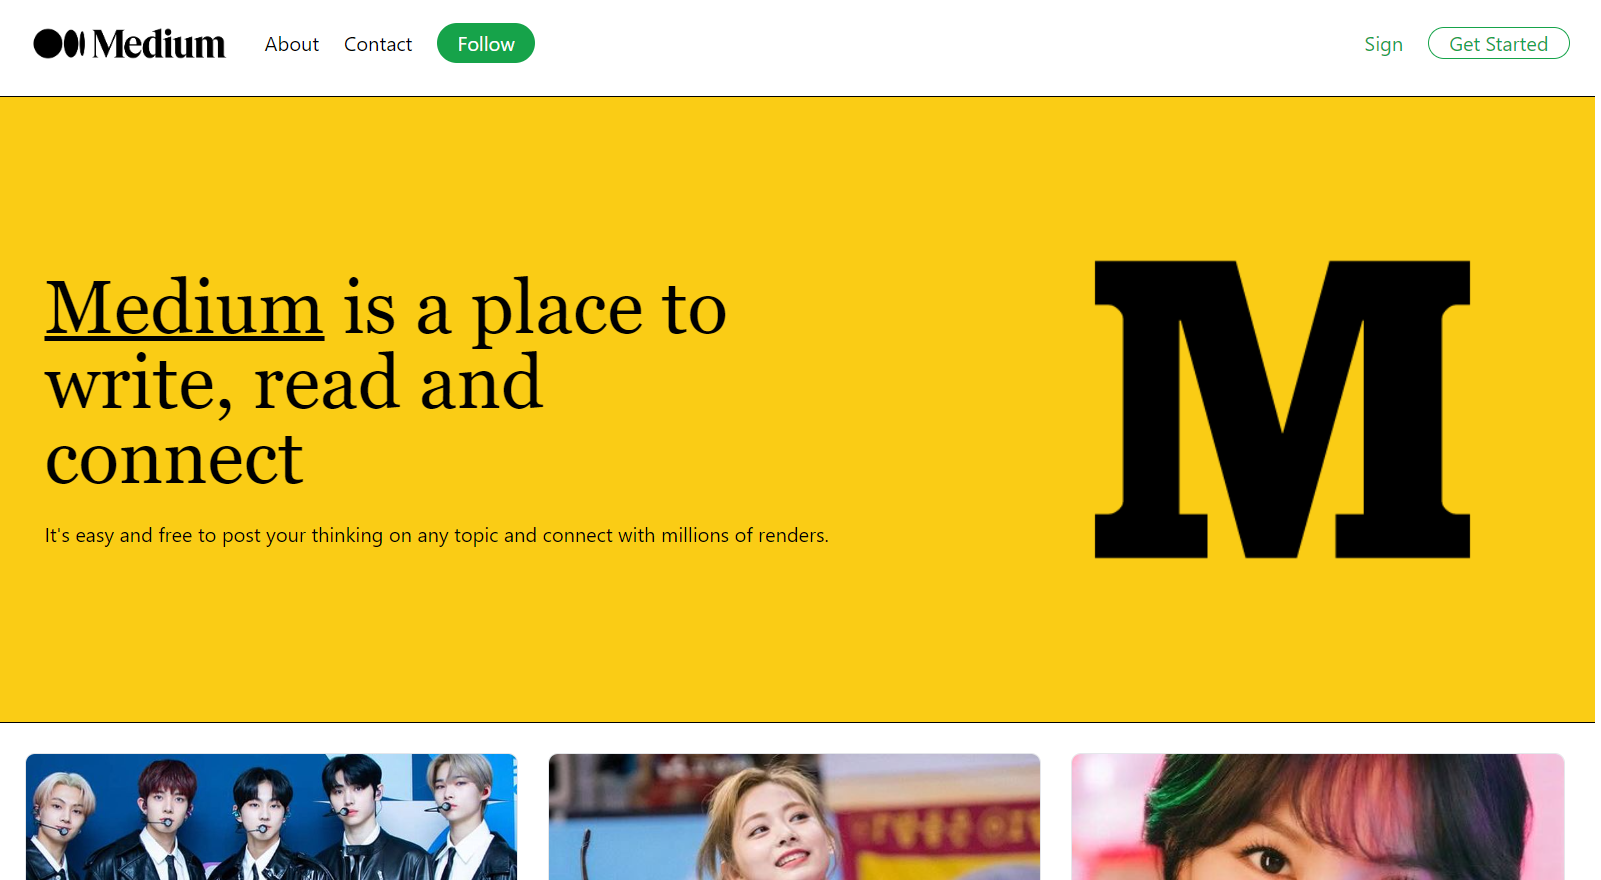 Medium About Contact Follow Sign Get Started
Medium is a place to
write, read and
connect
It's easy and free to post your thinking on any topic and connect with millions of renders.
M